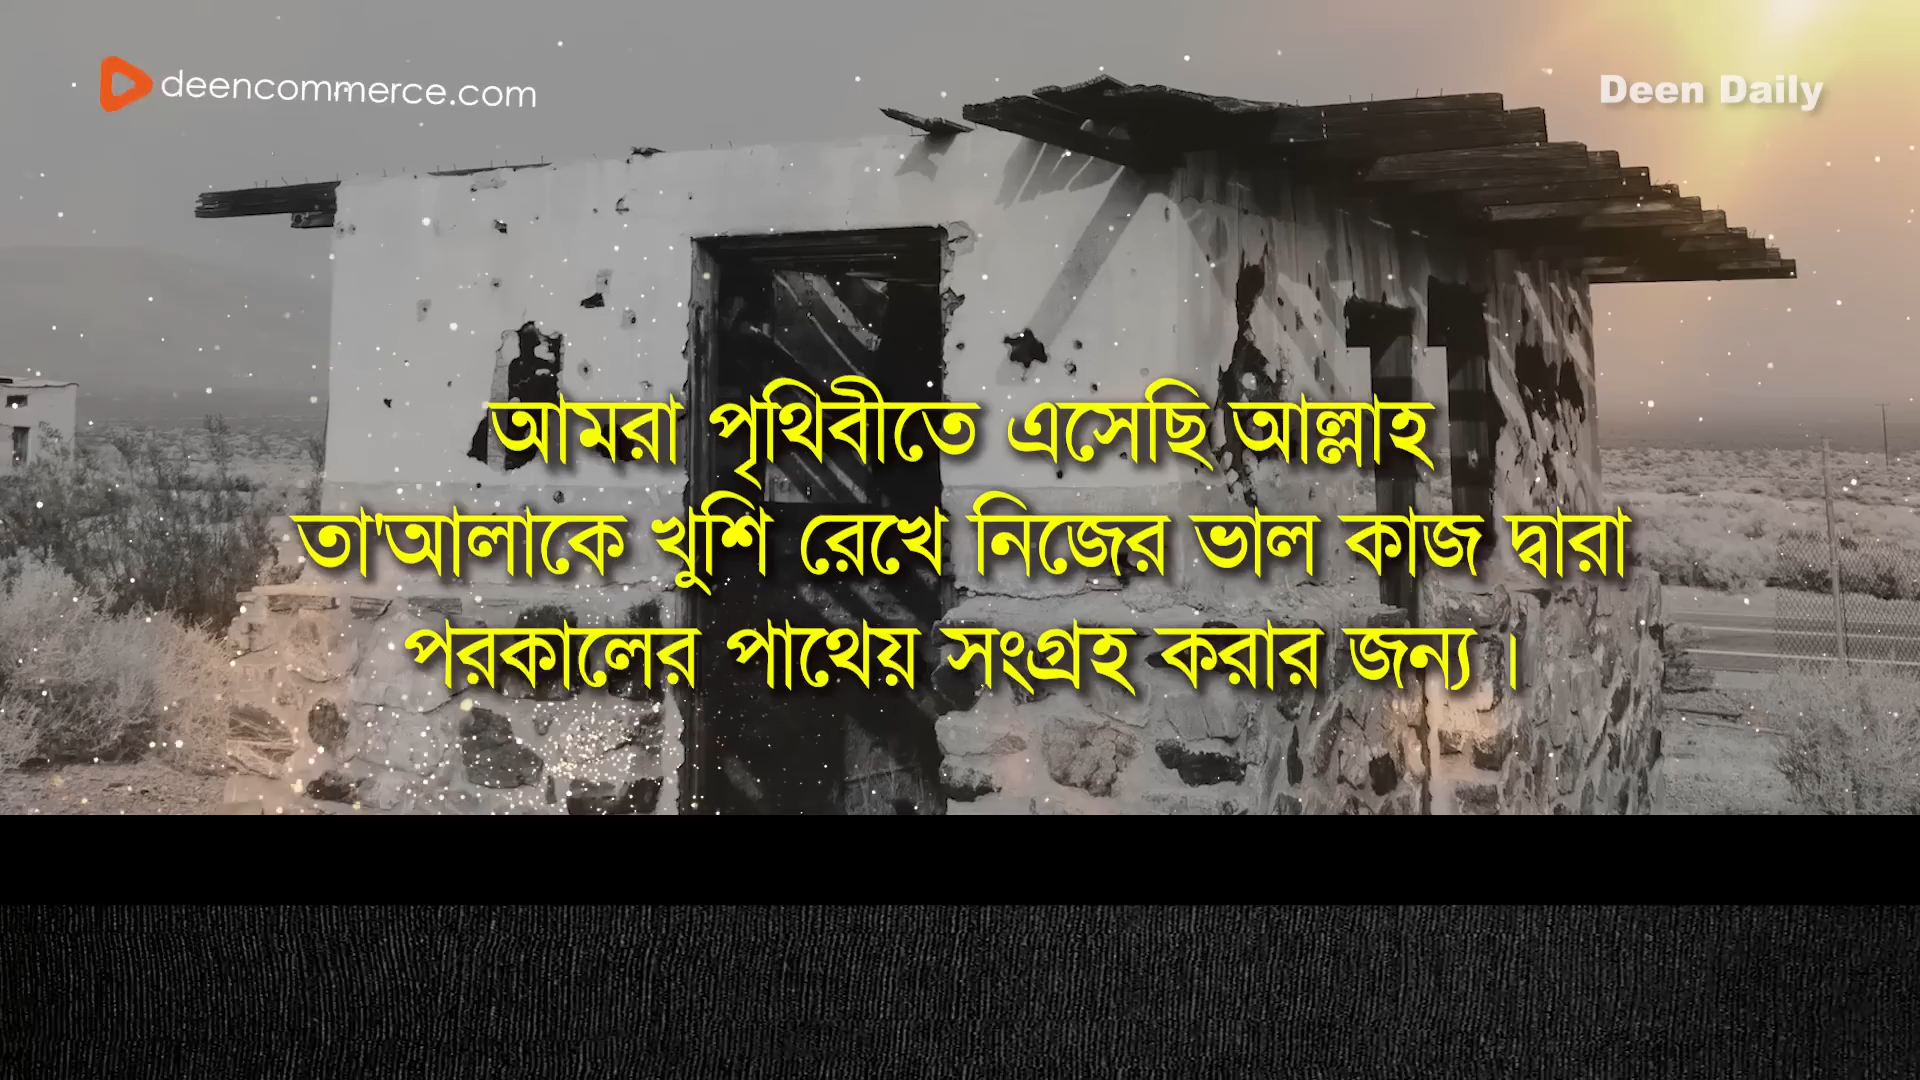 deencommerce.com
Deen Daily
আমরা পৃথিবীতে এসেছি আল্লাহ
তা'আলাকে খুশি রেখে নিজের ভাল কাজ দ্বারা
পরকালের পাথেয় সংগ্রহ করার জন্য।